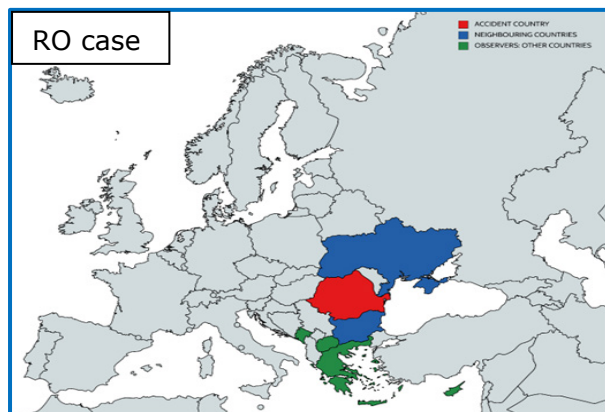 RO case
ACCIDENT COUNTRY
NEIGHBOURING COUNTRIES
OBSERVERS: OTHER COUNTRIES